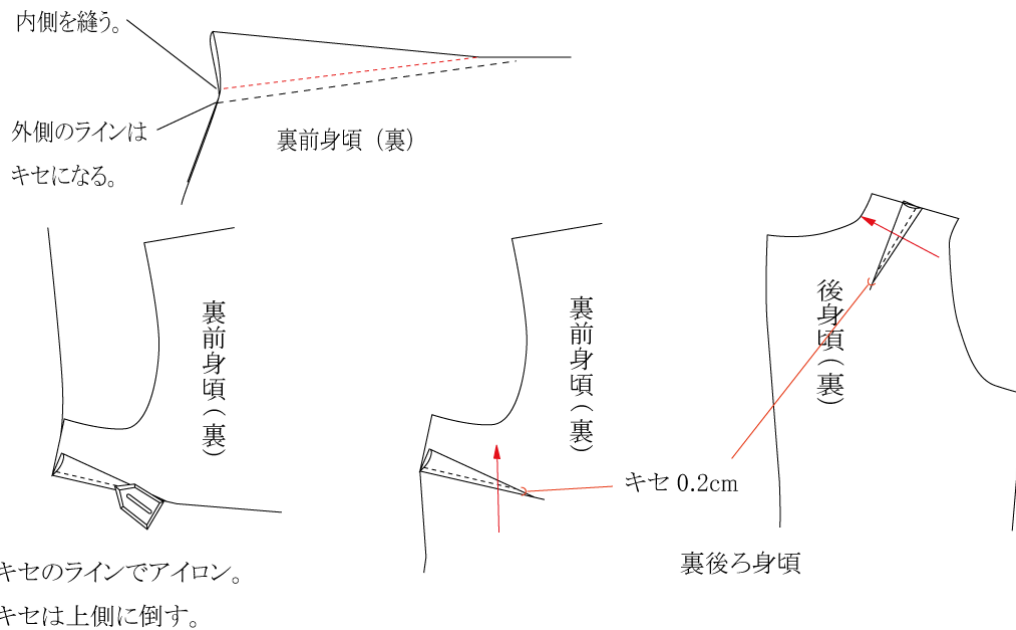 内側を縫う。
外側のラインは
キセになる。
裏前身頃（裏）
裏前身頃（裏）
裏前身頃（裏）
後身頃（裏）
キセ 0.2cm
裏後ろ身頃
キセのラインでアイロン。
キセは上側に倒す。